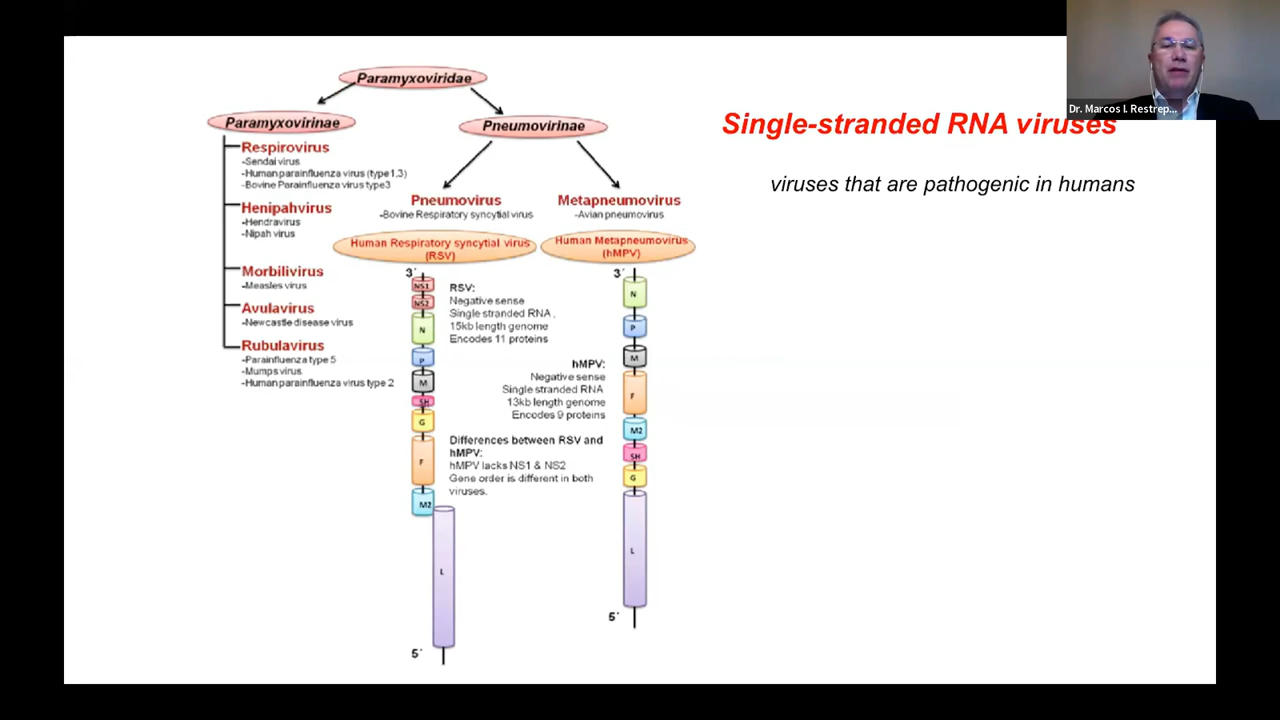 Dr. Marcos I. Restrep...
Paramyxoviridae
Paramyxovirinae
Pneumovirinae
Single-stranded RNA viruses
viruses that are pathogenic in humans
Respirovirus
-Sendai virus
-Human parainfluenza virus (type 1,3)
-Bovine Parainfluenza virus type3
Henipahvirus
-Hendravirus
-Nipah virus
Morbilivirus
-Measles virus
Avulavirus
-Newcastle disease virus
Rubulavirus
-Parainfluenza type 5
-Mumps virus
-Human parainfluenza virus type 2
Pneumovirus
-Bovine Respiratory syncytial virus
Human Respiratory syncytial virus
(RSV)
Metapneumovirus
-Avian pneumovirus
Human Metapneumovirus
(hMPV)
3´
NS1
NS2
N
P
M
SH
G
F
M2
L
5´
RSV:
Negative sense
Single stranded RNA,
15kb length genome
Encodes 11 proteins
hMPV:
Negative sense
Single stranded RNA
13kb length genome
Encodes 9 proteins
Differences between RSV and
hMPV:
hMPV lacks NS1 & NS2
Gene order is different in both
viruses.
3´
N
P
M
F
M2
SH
G
L
5´